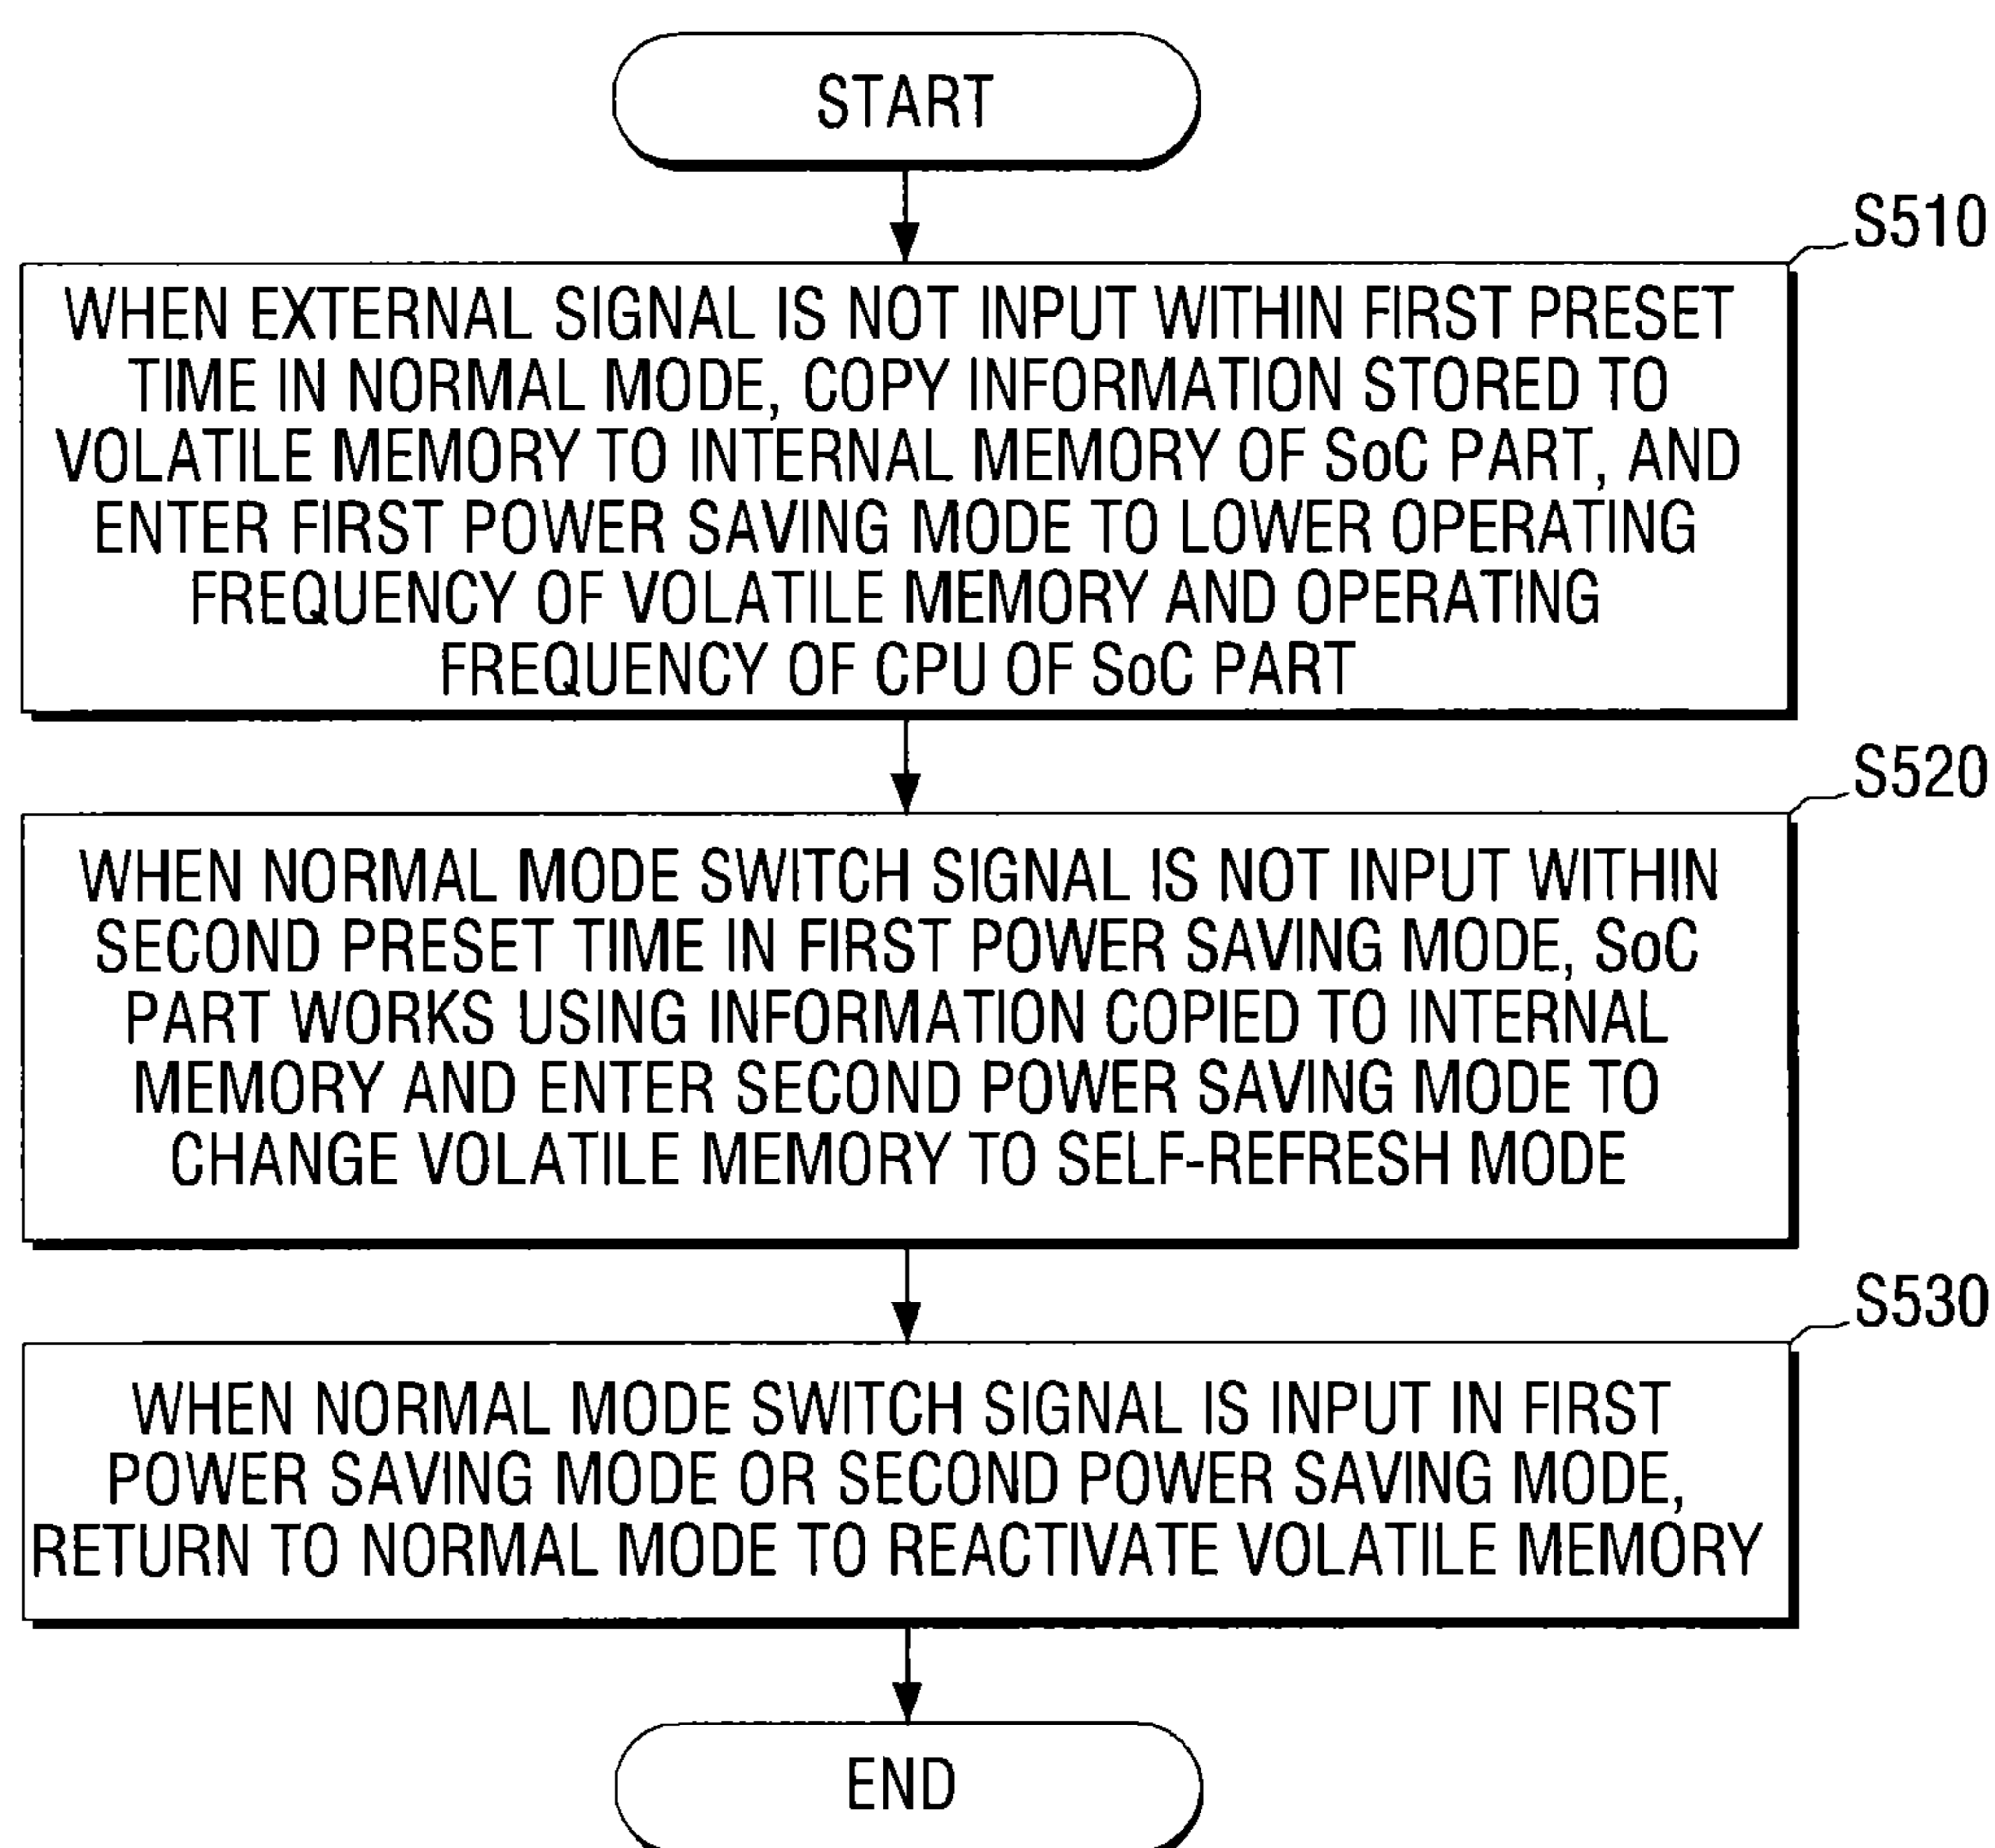 START
S510
WHEN EXTERNAL SIGNAL IS NOT INPUT WITHIN FIRST PRESET
TIME IN NORMAL MODE, COPY INFORMATION STORED TO
VOLATILE MEMORY TO INTERNAL MEMORY OF SoC PART, AND
ENTER FIRST POWER SAVING MODE TO LOWER OPERATING
FREQUENCY OF VOLATILE MEMORY AND OPERATING
FREQUENCY OF CPU OF SoC PART
S520
WHEN NORMAL MODE SWITCH SIGNAL IS NOT INPUT WITHIN
SECOND PRESET TIME IN FIRST POWER SAVING MODE, SoC
PART WORKS USING INFORMATION COPIED TO INTERNAL
MEMORY AND ENTER SECOND POWER SAVING MODE TO
CHANGE VOLATILE MEMORY TO SELF-REFRESH MODE
S530
WHEN NORMAL MODE SWITCH SIGNAL IS INPUT IN FIRST
POWER SAVING MODE OR SECOND POWER SAVING MODE,
RETURN TO NORMAL MODE TO REACTIVATE VOLATILE MEMORY
END